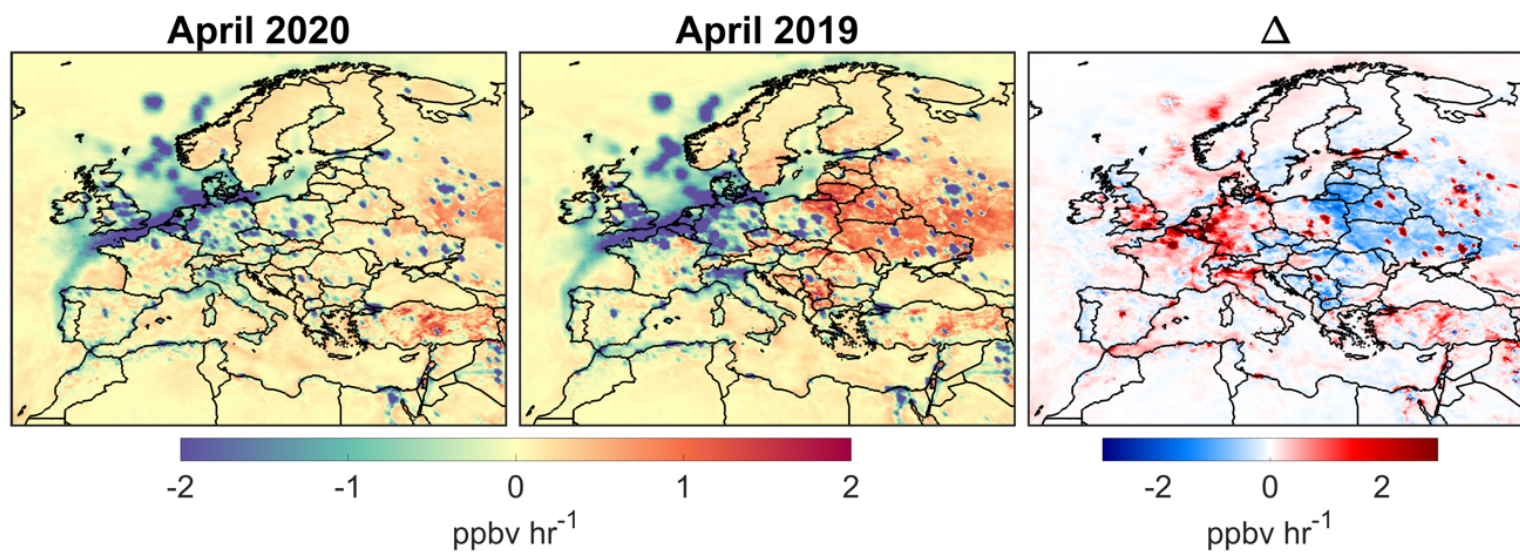 April 2020 April 2019 Δ
-2 -1 0 1 2 -2 0 2
ppbv hr⁻¹ ppbv hr⁻¹